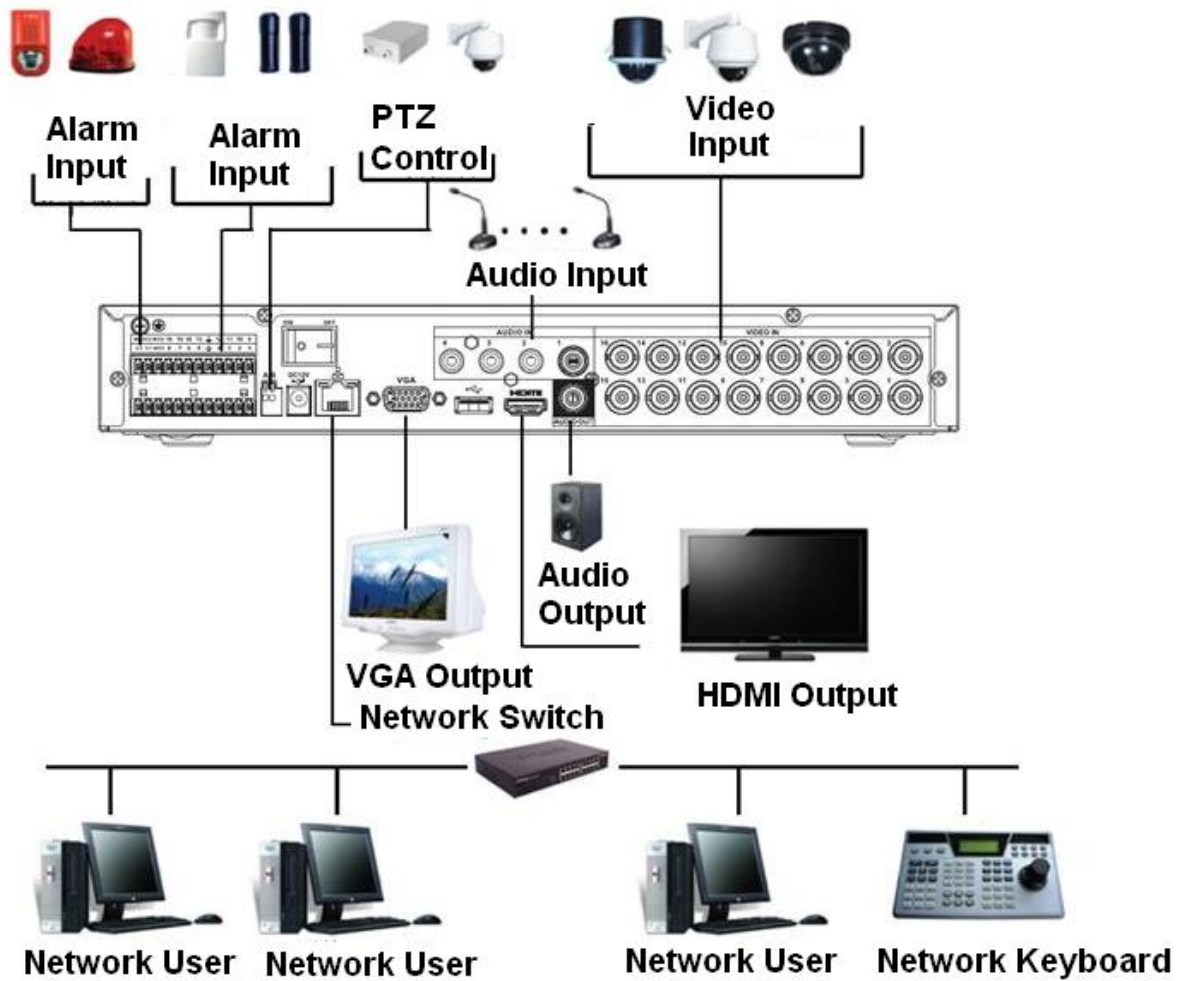 Alarm
Input
Alarm
Input
PTZ
Control
Video
Input
Audio Input
AUDIO IN
VIDEO IN
DC12V
VGA
HDMI
Audio
Output
VGA Output
HDMI Output
Network Switch
Network User
Network User
Network User
Network Keyboard